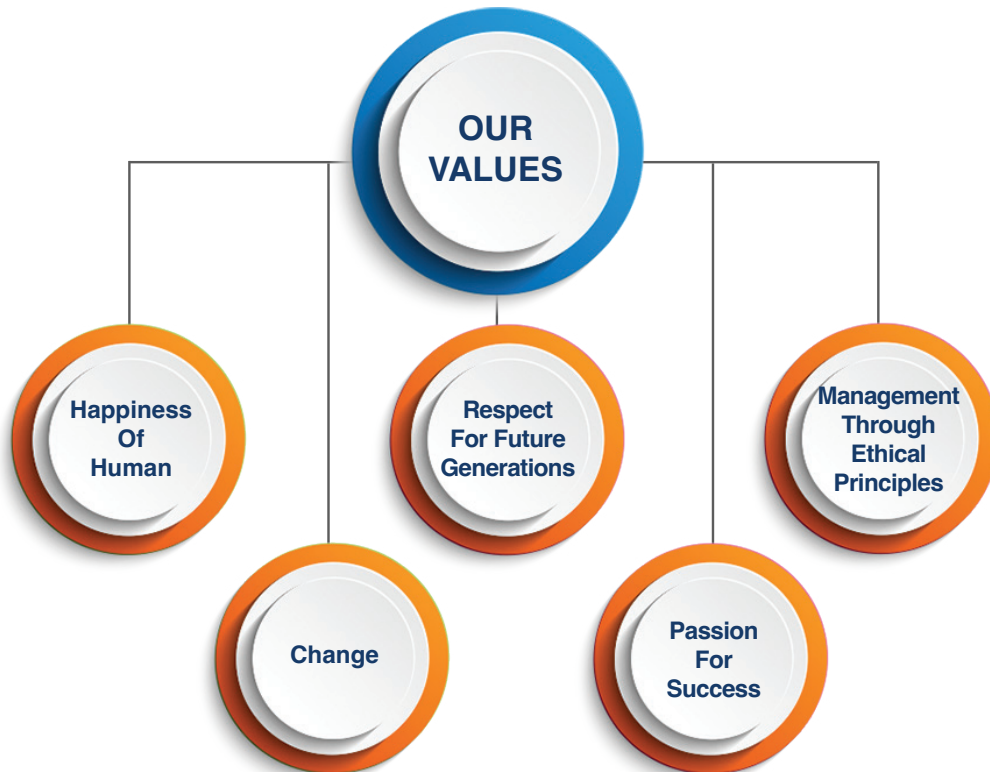 OUR
VALUES
Happiness
Of
Human
Respect
For Future
Generations
Management
Through
Ethical
Principles
Change
Passion
For
Success